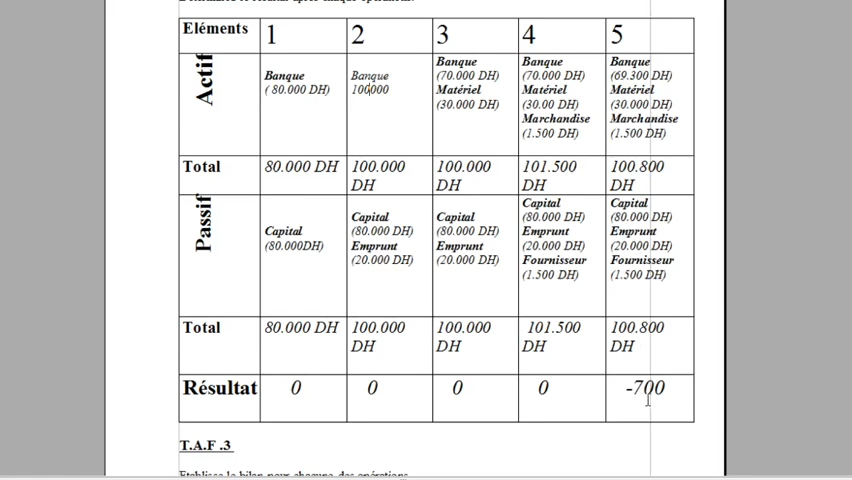 Eléments 1 2 3 4 5
Actif
Banque
( 80.000 DH)
Banque
100000
Banque
(70.000 DH)
Matériel
(30.000 DH)
Banque
(70.000 DH)
Matériel
(30.00 DH)
Marchandise
(1.500 DH)
Banque
(69.300 DH)
Matériel
(30.000 DH)
Marchandise
(1.500 DH)
Total
80.000 DH
100.000
DH
100.000
DH
101.500
DH
100.800
DH
Passif
Capital
(80.000DH)
Capital
(80.000 DH)
Emprunt
(20.000 DH)
Capital
(80.000 DH)
Emprunt
(20.000 DH)
Capital
(80.000 DH)
Emprunt
(20.000 DH)
Fournisseur
(1.500 DH)
Capital
(80.000 DH)
Emprunt
(20.000 DH)
Fournisseur
(1.500 DH)
Total
80.000 DH
100.000
DH
100.000
DH
101.500
DH
100.800
DH
Résultat 0 0 0 0 -700
T.A.F .3
le bilan pour chacune des opérations